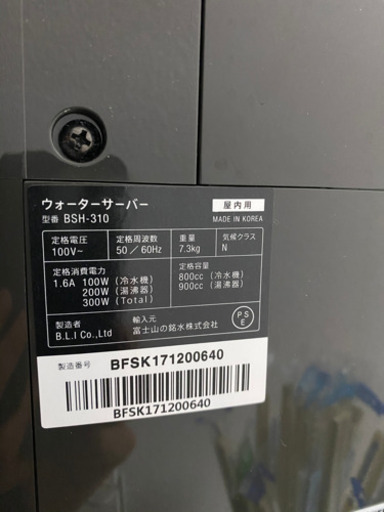 ウォーターサーバー
型番 BSH-310
屋内用
MADE IN KOREA
定格電圧
100V~
定格周波数
50／60Hz
重量
7.3kg
気候クラス
N
定格消費電力
1.6A 100W (冷水機)
200W (湯沸器)
300W (Total)
定格容量
800cc (冷水機)
900cc (湯沸器)
製造者
B.L.I Co.,Ltd
輸入元
富士山の銘水株式会社
PS
E
製造番号 BFSK171200640
BFSK171200640